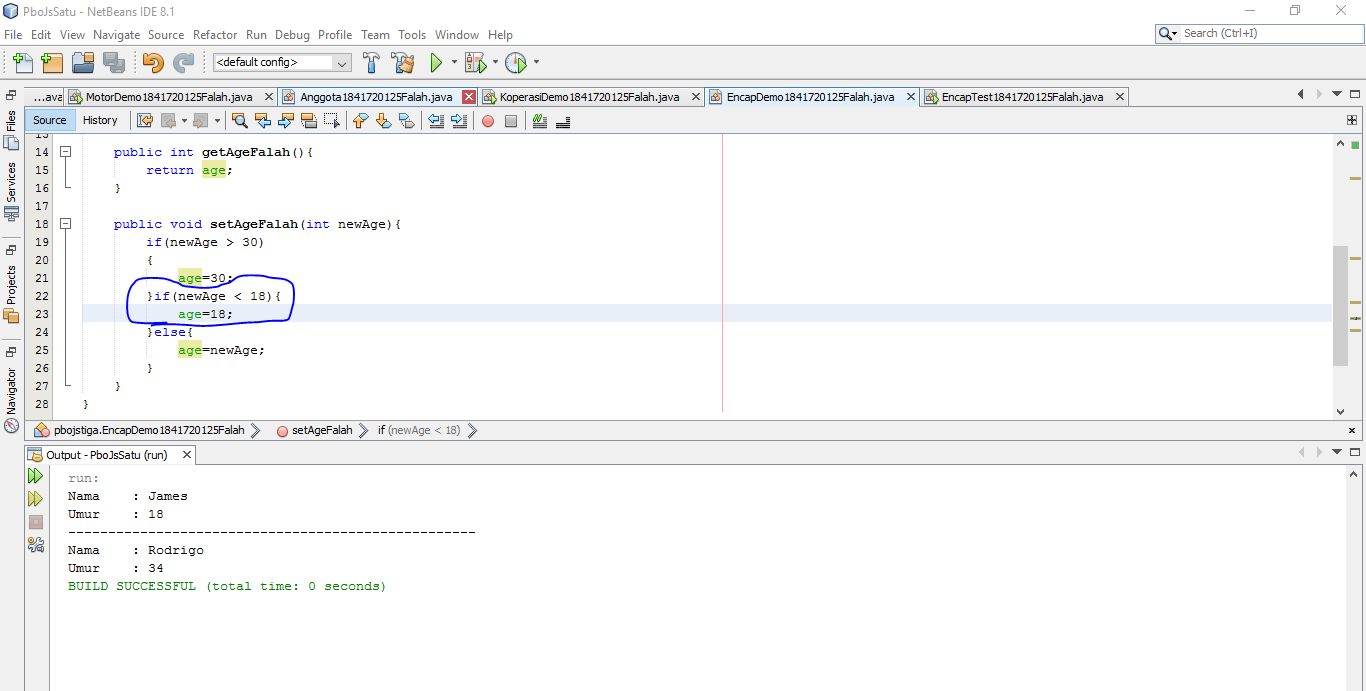 PboJsSatu - NetBeans IDE 8.1
File Edit View Navigate Source Refactor Run Debug Profile Team Tools Window Help
Search (Ctrl+I)
<default config>
...ava MotorDemo1841720125Falah.java Anggota1841720125Falah.java KoperasiDemo1841720125Falah.java EncapDemo1841720125Falah.java EncapTest1841720125Falah.java
Files
Services
Projects
Navigator
Source History
13
14 public int getAgeFalah(){
15 return age;
16 }
17
18 public void setAgeFalah(int newAge){
19 if(newAge > 30)
20 {
21 age=30;
22 }if(newAge < 18){
23 age=18;
24 }else{
25 age=newAge;
26 }
27 }
28 }
pbojstiga.EncapDemo1841720125Falah setAgeFalah if (newAge < 18)
Output - PboJsSatu (run)
run:
Nama : James
Umur : 18
---------------------------------------------------
Nama : Rodrigo
Umur : 34
BUILD SUCCESSFUL (total time: 0 seconds)